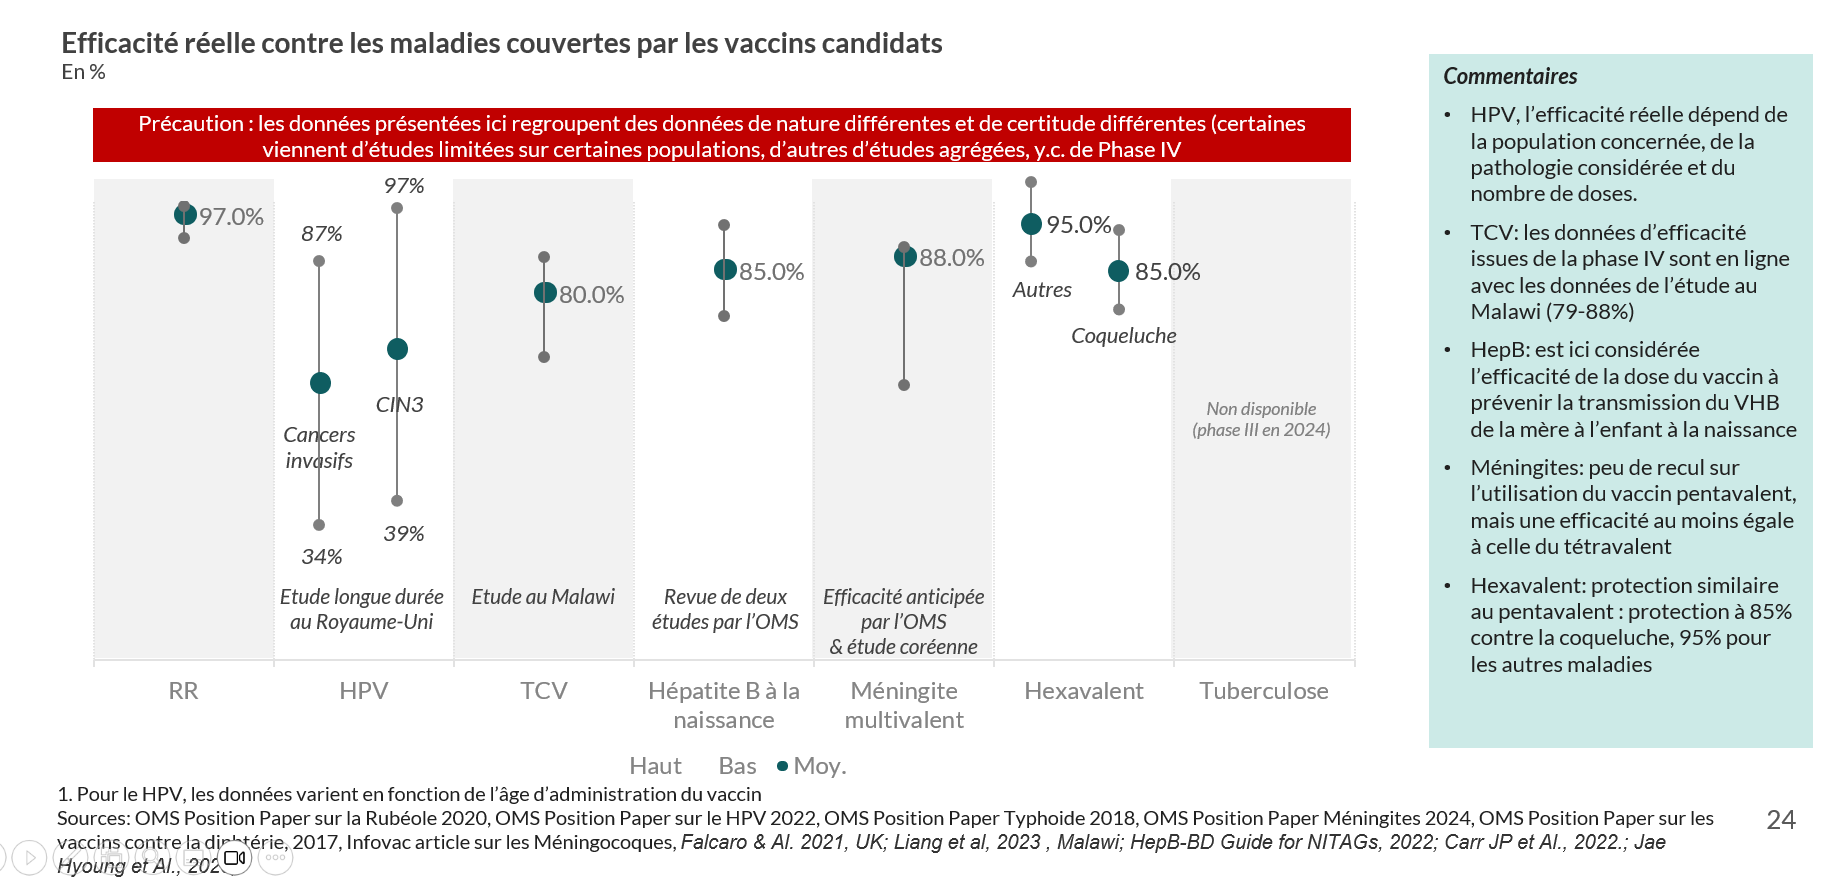 Efficacité réelle contre les maladies couvertes par les vaccins candidats
En %
Précaution : les données présentées ici regroupent des données de nature différentes et de certitude différentes (certaines
viennent d’études limitées sur certaines populations, d’autres d’études agrégées, y.c. de Phase IV
97.0%
87%
97%
Cancers
invasifs
CIN3
34%
39%
Etude longue durée
au Royaume-Uni
80.0%
Etude au Malawi
85.0%
Revue de deux
études par l’OMS
88.0%
Efficacité anticipée
par l’OMS
& étude coréenne
95.0%
Autres
85.0%
Coqueluche
Non disponible
(phase III en 2024)
RR
HPV
TCV
Hépatite B à la
naissance
Méningite
multivalent
Hexavalent
Tuberculose
Haut Bas Moy.
Commentaires
• HPV, l’efficacité réelle dépend de
la population concernée, de la
pathologie considérée et du
nombre de doses.
• TCV: les données d’efficacité
issues de la phase IV sont en ligne
avec les données de l’étude au
Malawi (79-88%)
• HepB: est ici considérée
l’efficacité de la dose du vaccin à
prévenir la transmission du VHB
de la mère à l’enfant à la naissance
• Méningites: peu de recul sur
l’utilisation du vaccin pentavalent,
mais une efficacité au moins égale
à celle du tétravalent
• Hexavalent: protection similaire
au pentavalent : protection à 85%
contre la coqueluche, 95% pour
les autres maladies
1. Pour le HPV, les données varient en fonction de l’âge d’administration du vaccin
Sources: OMS Position Paper sur la Rubéole 2020, OMS Position Paper sur le HPV 2022, OMS Position Paper Typhoide 2018, OMS Position Paper Méningites 2024, OMS Position Paper sur les
vaccins contre la diphtérie, 2017, Infovac article sur les Méningocoques, Falcaro & Al. 2021, UK; Liang et al, 2023 , Malawi; HepB-BD Guide for NITAGs, 2022; Carr JP et Al., 2022.; Jae
Hyoung et Al.,
24